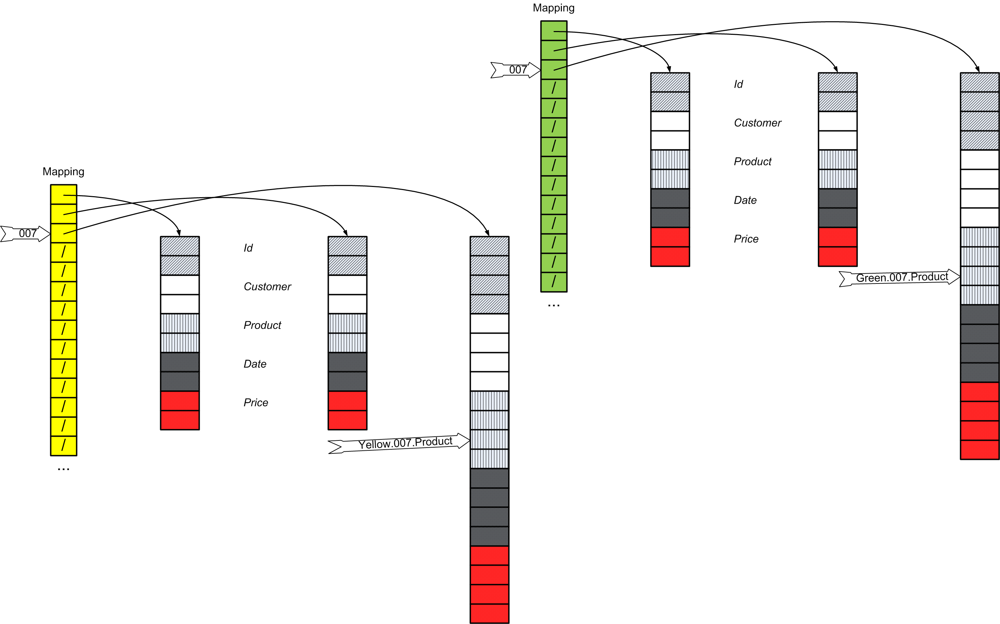 Mapping
007
Id
/
/
Customer
/
/
Product
/
/
Date
/
/
Price
/
Green.007.Product
/
/
...
Mapping
007
Id
/
/
Customer
/
/
Product
/
/
Date
/
/
Price
/
/
Yellow.007.Product
/
...